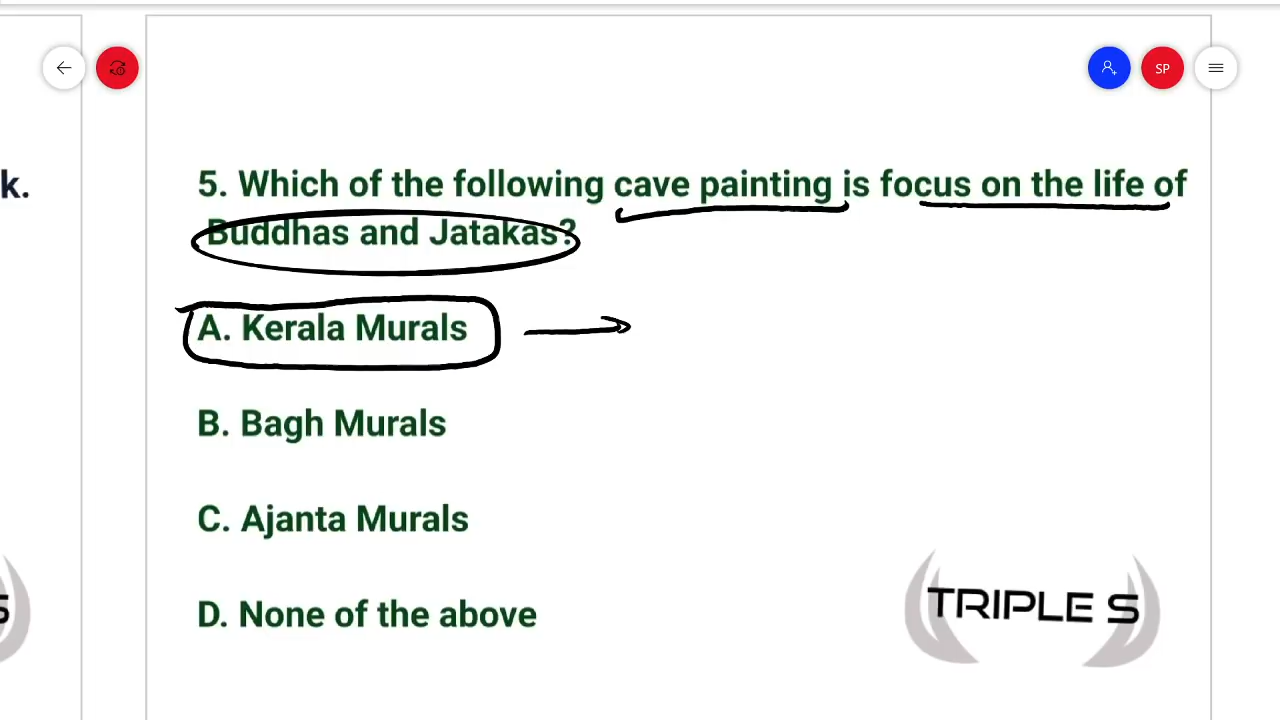 SP
k.
5. Which of the following cave painting is focus on the life of
Buddhas and Jatakas?
A. Kerala Murals
B. Bagh Murals
C. Ajanta Murals
D. None of the above
S
TRIPLE S